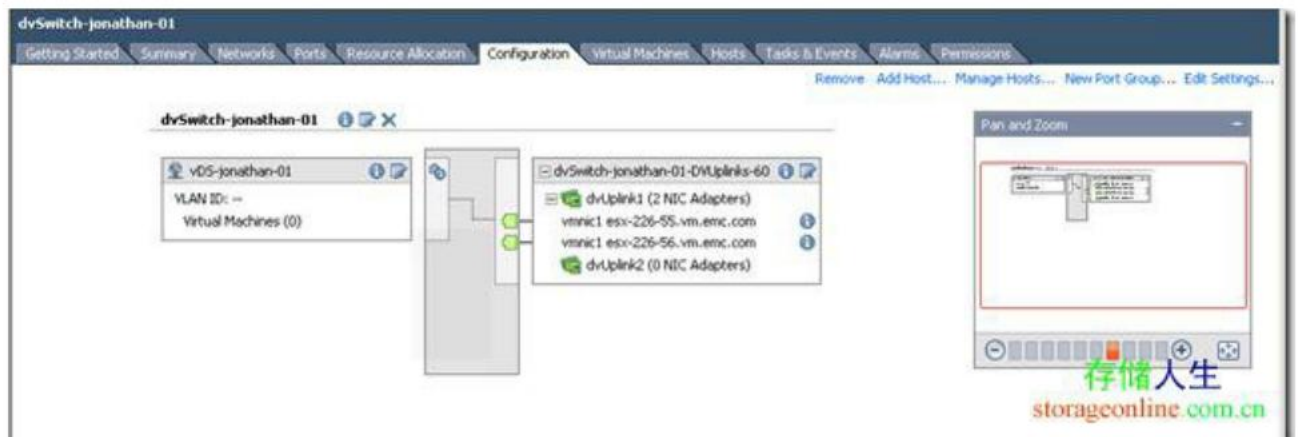 dvSwitch-jonathan-01
Getting Started Summary Networks Ports Resource Allocation Configuration Virtual Machines Hosts Tasks & Events Alarms Permissions
Remove Add Host... Manage Hosts... New Port Group... Edit Settings...
dvSwitch-jonathan-01
Pan and Zoom
vDS-jonathan-01
VLAN ID: --
Virtual Machines (0)
dvSwitch-jonathan-01-DVUplinks-60
dvUplink1 (2 NIC Adapters)
vmnic1 esx-226-55.vm.emc.com
vmnic1 esx-226-56.vm.emc.com
dvUplink2 (0 NIC Adapters)
存储人生
storageonline.com.cn